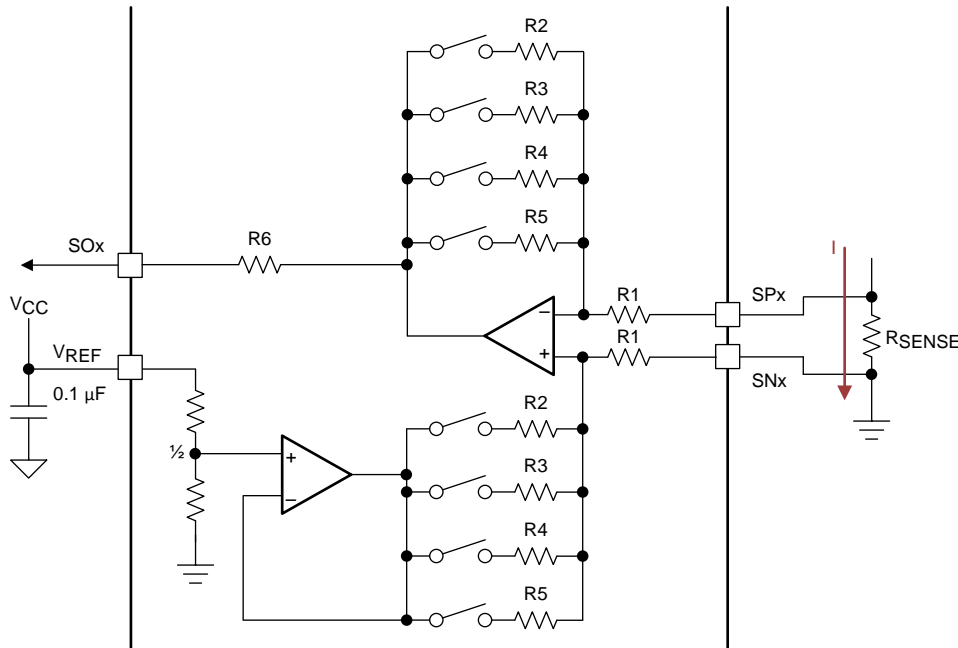 R2
R3
R4
R5
SOx
R6
I
VCC
R1
SPx
VREF
R1
RSENSE
SNx
0.1 µF
R2
½
R3
R4
R5